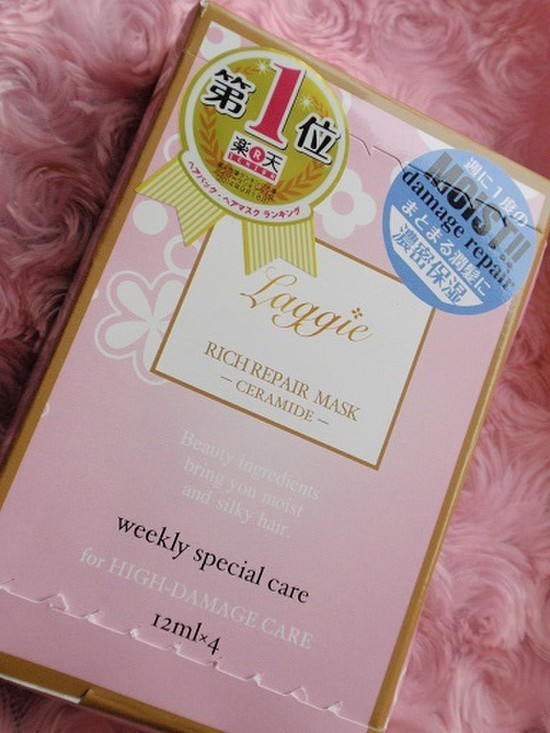 第1位
楽天
ヘアパック・ヘアマスク ランキング
週に1度の
MOIST!!
damage repair
まとまる潤髪に
濃密保湿
Laggie
RICH REPAIR MASK
– CERAMIDE –
Beauty ingredients
bring you moist
and silky hair.
weekly special care
for HIGH-DAMAGE CARE
12ml×4